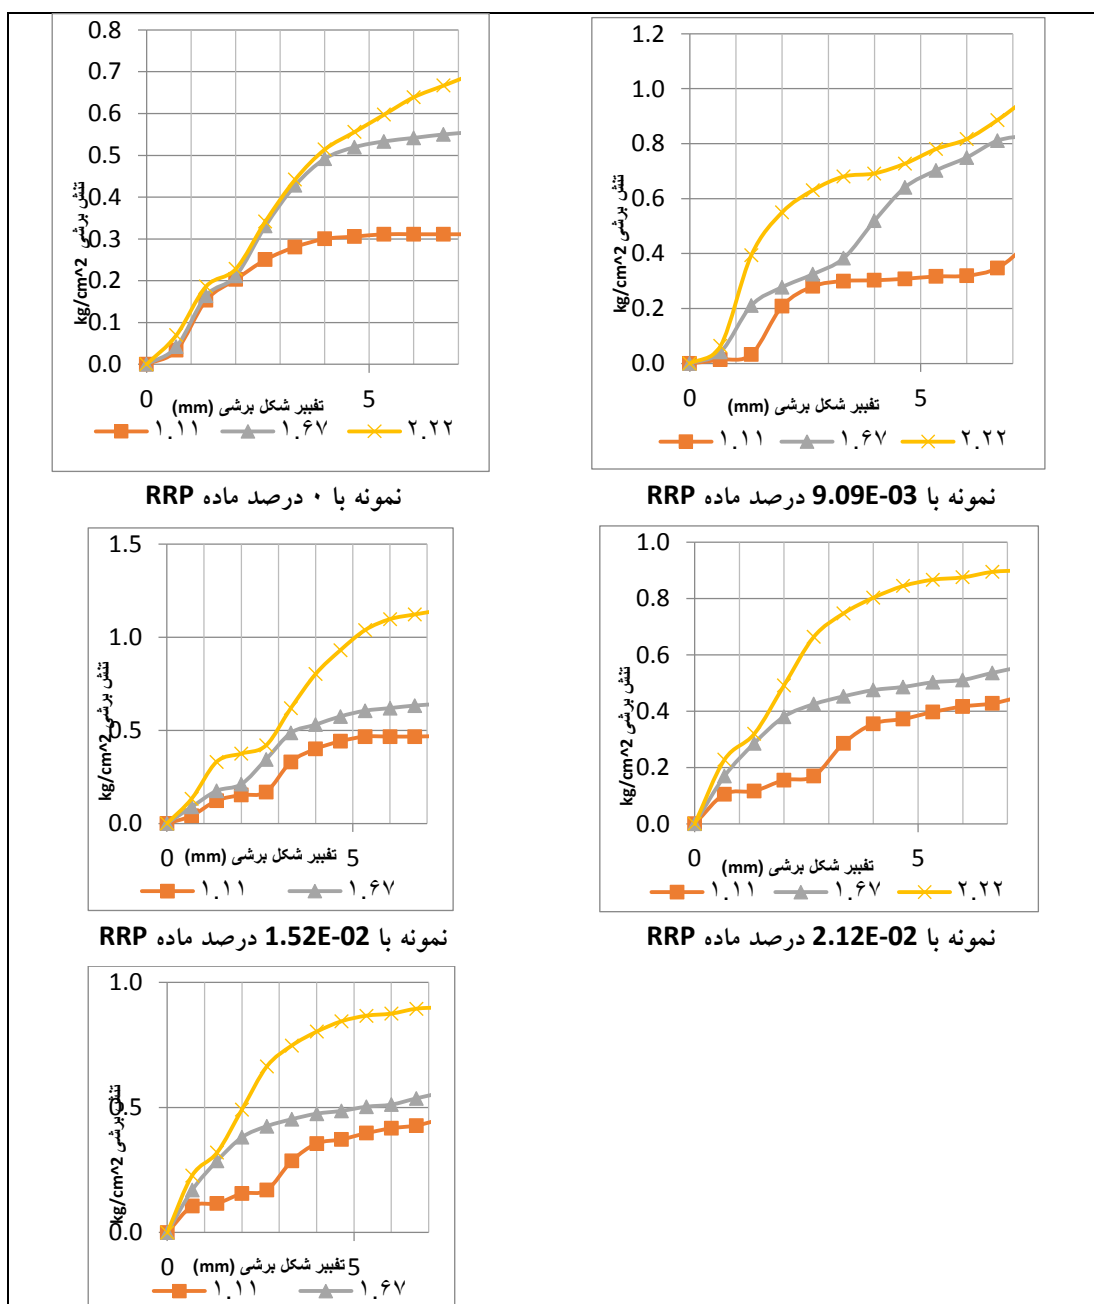 0.8
0.7
0.6
0.5
0.4
0.3
0.2
0.1
0.0
تنش برشی kg/cm^2
0 5
تغییر شکل برشی (mm)
۱.۱۱ ۱.۶۷ ۲.۲۲
نمونه با ۰ درصد ماده RRP
1.2
1.0
0.8
0.6
0.4
0.2
0.0
تنش برشی kg/cm^2
0 5
تغییر شکل برشی (mm)
۱.۱۱ ۱.۶۷ ۲.۲۲
نمونه با 9.09E-03 درصد ماده RRP
1.5
1.0
0.5
0.0
تنش برشی kg/cm^2
0 5
تغییر شکل برشی (mm)
۱.۱۱ ۱.۶۷
نمونه با 1.52E-02 درصد ماده RRP
1.0
0.8
0.6
0.4
0.2
0.0
تنش برشی kg/cm^2
0 5
تغییر شکل برشی (mm)
۱.۱۱ ۱.۶۷ ۲.۲۲
نمونه با 2.12E-02 درصد ماده RRP
1.0
0.5
0.0
تنش برشی kg/cm^2
0 5
تغییر شکل برشی (mm)
۱.۱۱ ۱.۶۷